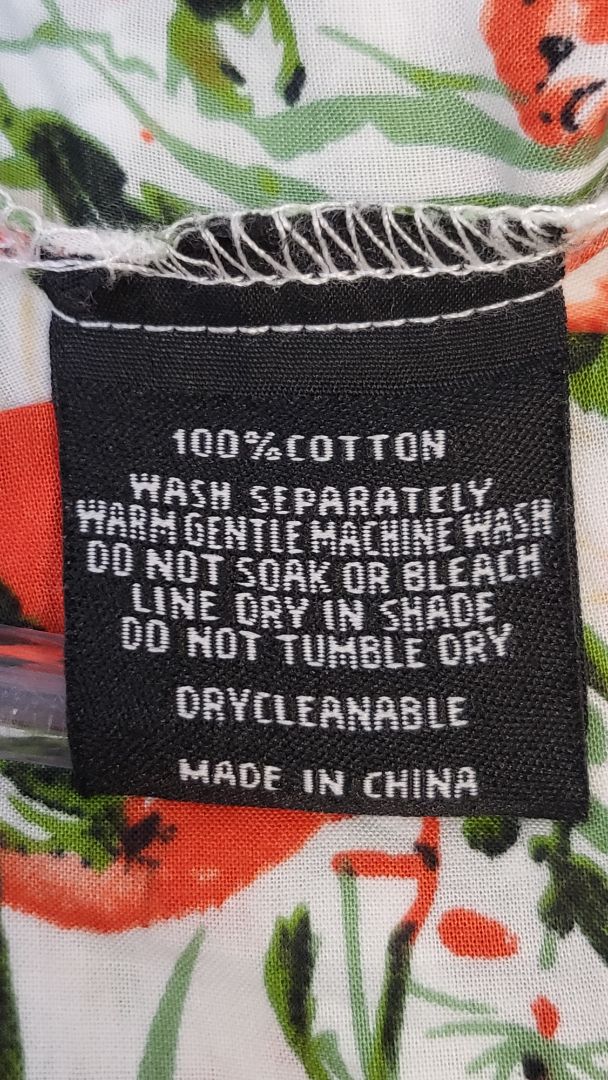 100% COTTON
WASH SEPARATELY
WARM GENTLE MACHINE WASH
DO NOT SOAK OR BLEACH
LINE DRY IN SHADE
DO NOT TUMBLE DRY
DRYCLEANABLE
MADE IN CHINA